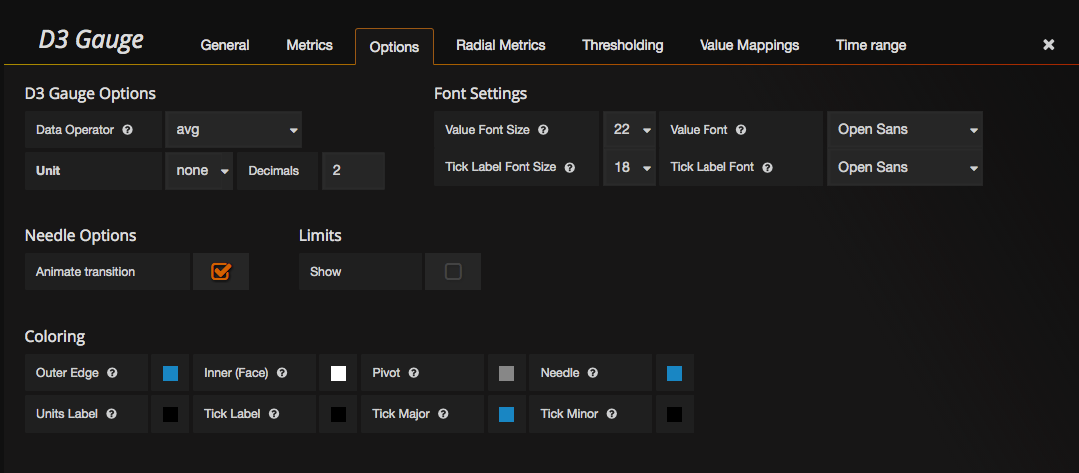 D3 Gauge General Metrics Options Radial Metrics Thresholding Value Mappings Time range
D3 Gauge Options Font Settings
Data Operator avg Value Font Size 22 Value Font Open Sans
Unit none Decimals 2 Tick Label Font Size 18 Tick Label Font Open Sans
Needle Options Limits
Animate transition Show
Coloring
Outer Edge Inner (Face) Pivot Needle
Units Label Tick Label Tick Major Tick Minor